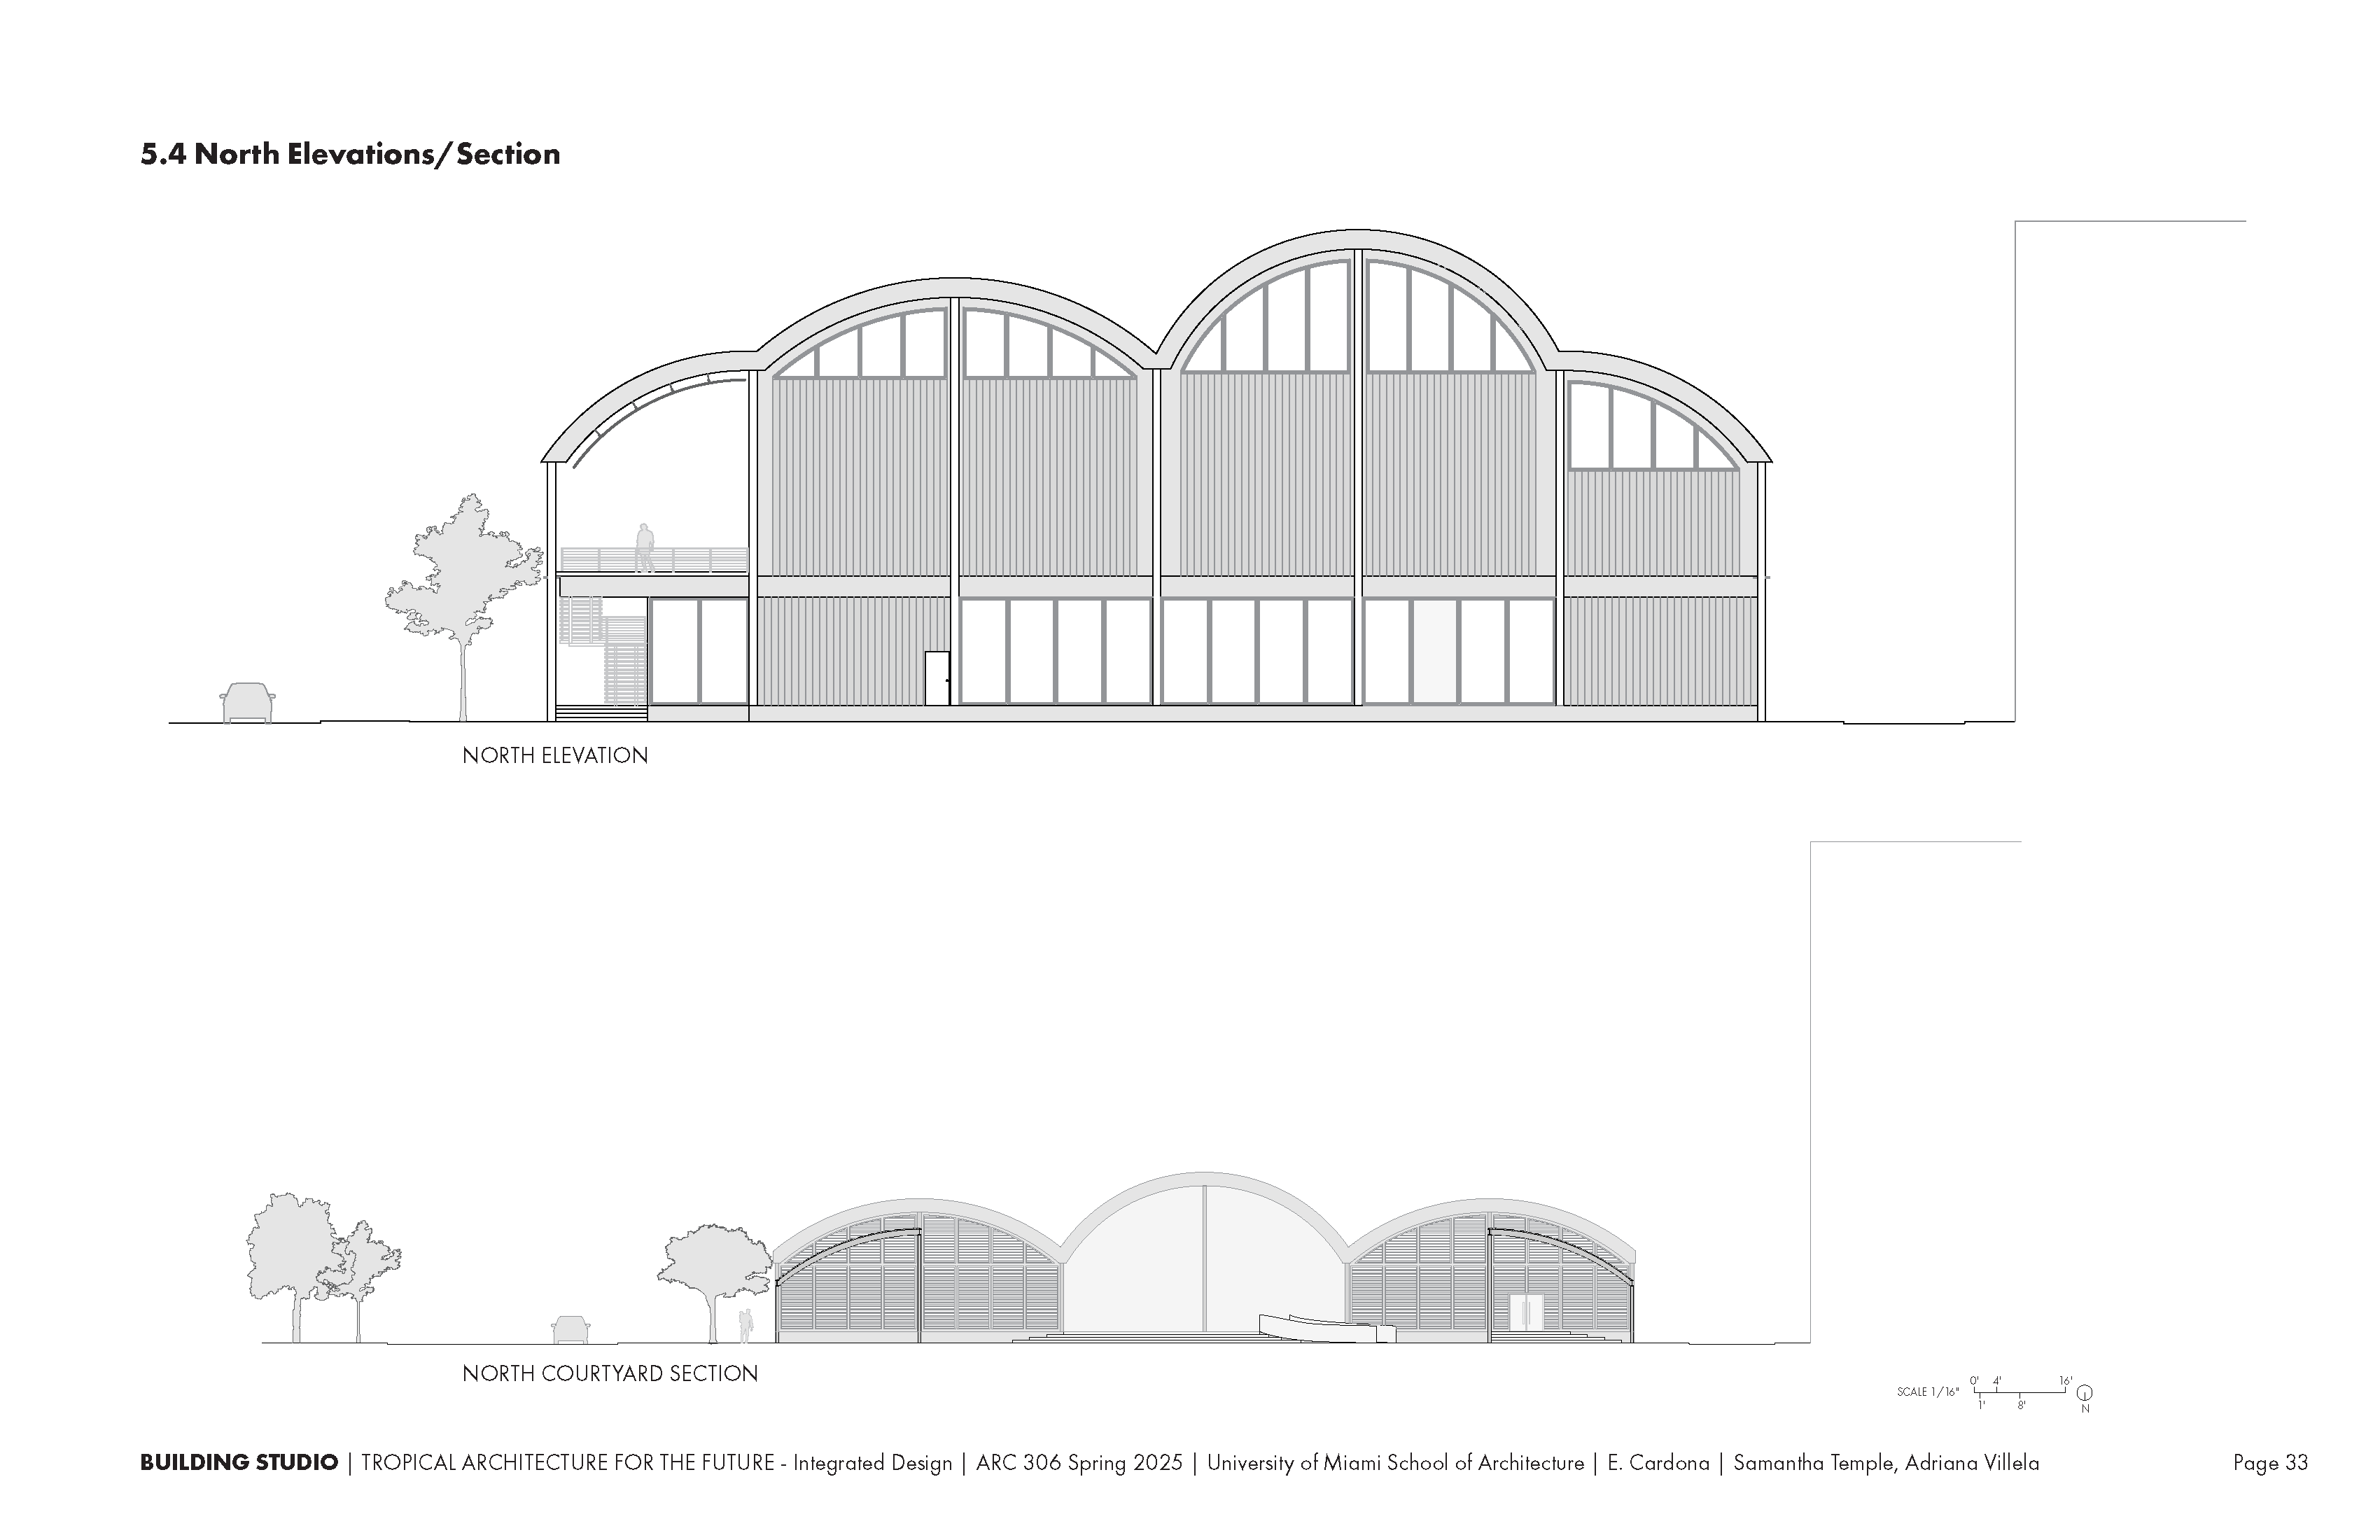 5.4 North Elevations/Section
NORTH ELEVATION
NORTH COURTYARD SECTION
SCALE 1/16"
0' 4' 16'
1' 8'
N
BUILDING STUDIO | TROPICAL ARCHITECTURE FOR THE FUTURE - Integrated Design | ARC 306 Spring 2025 | University of Miami School of Architecture | E. Cardona | Samantha Temple, Adriana Villela Page 33